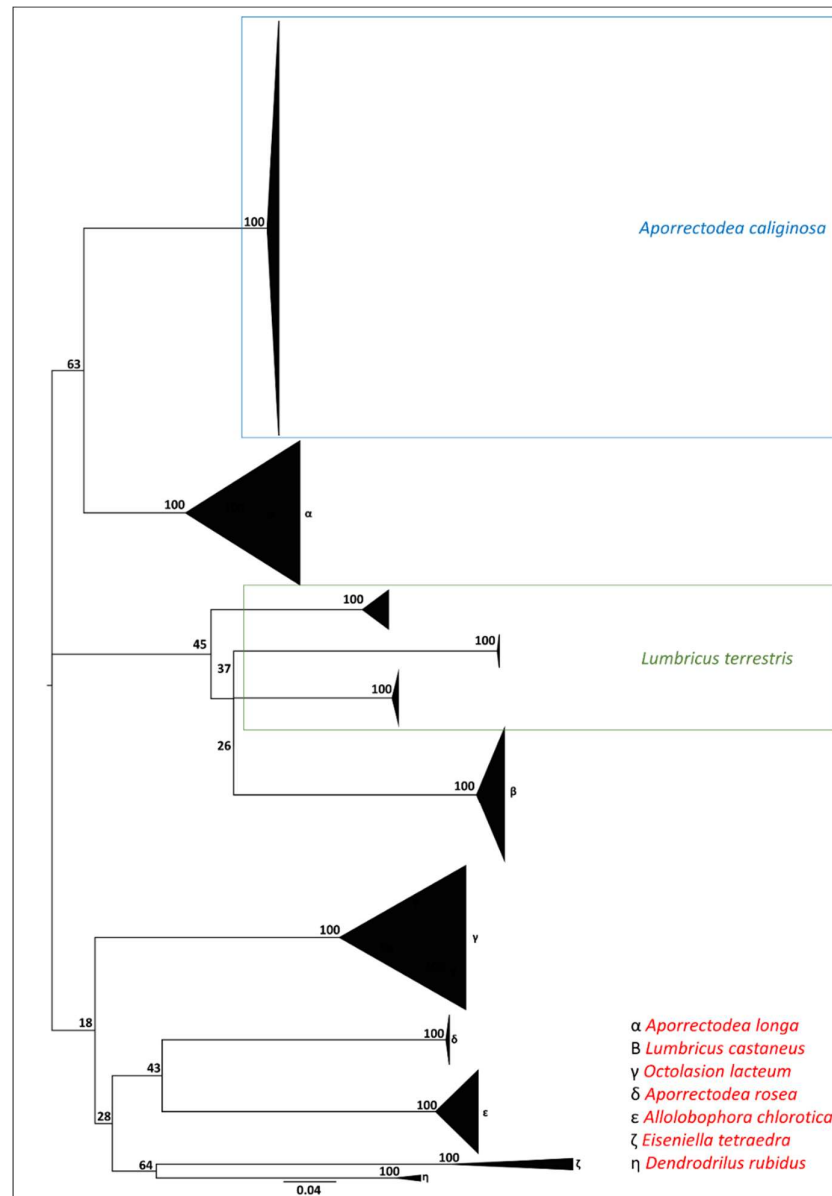 100
Aporrectodea caliginosa
63
100
α
100
45
100
37
Lumbricus terrestris
100
26
100
β
100
γ
18
100
δ
43
100
ε
28
64
100
ζ
100
η
0.04
α Aporrectodea longa
Β Lumbricus castaneus
γ Octolasion lacteum
δ Aporrectodea rosea
ε Allolobophora chlorotica
ζ Eiseniella tetraedra
η Dendrodrilus rubidus